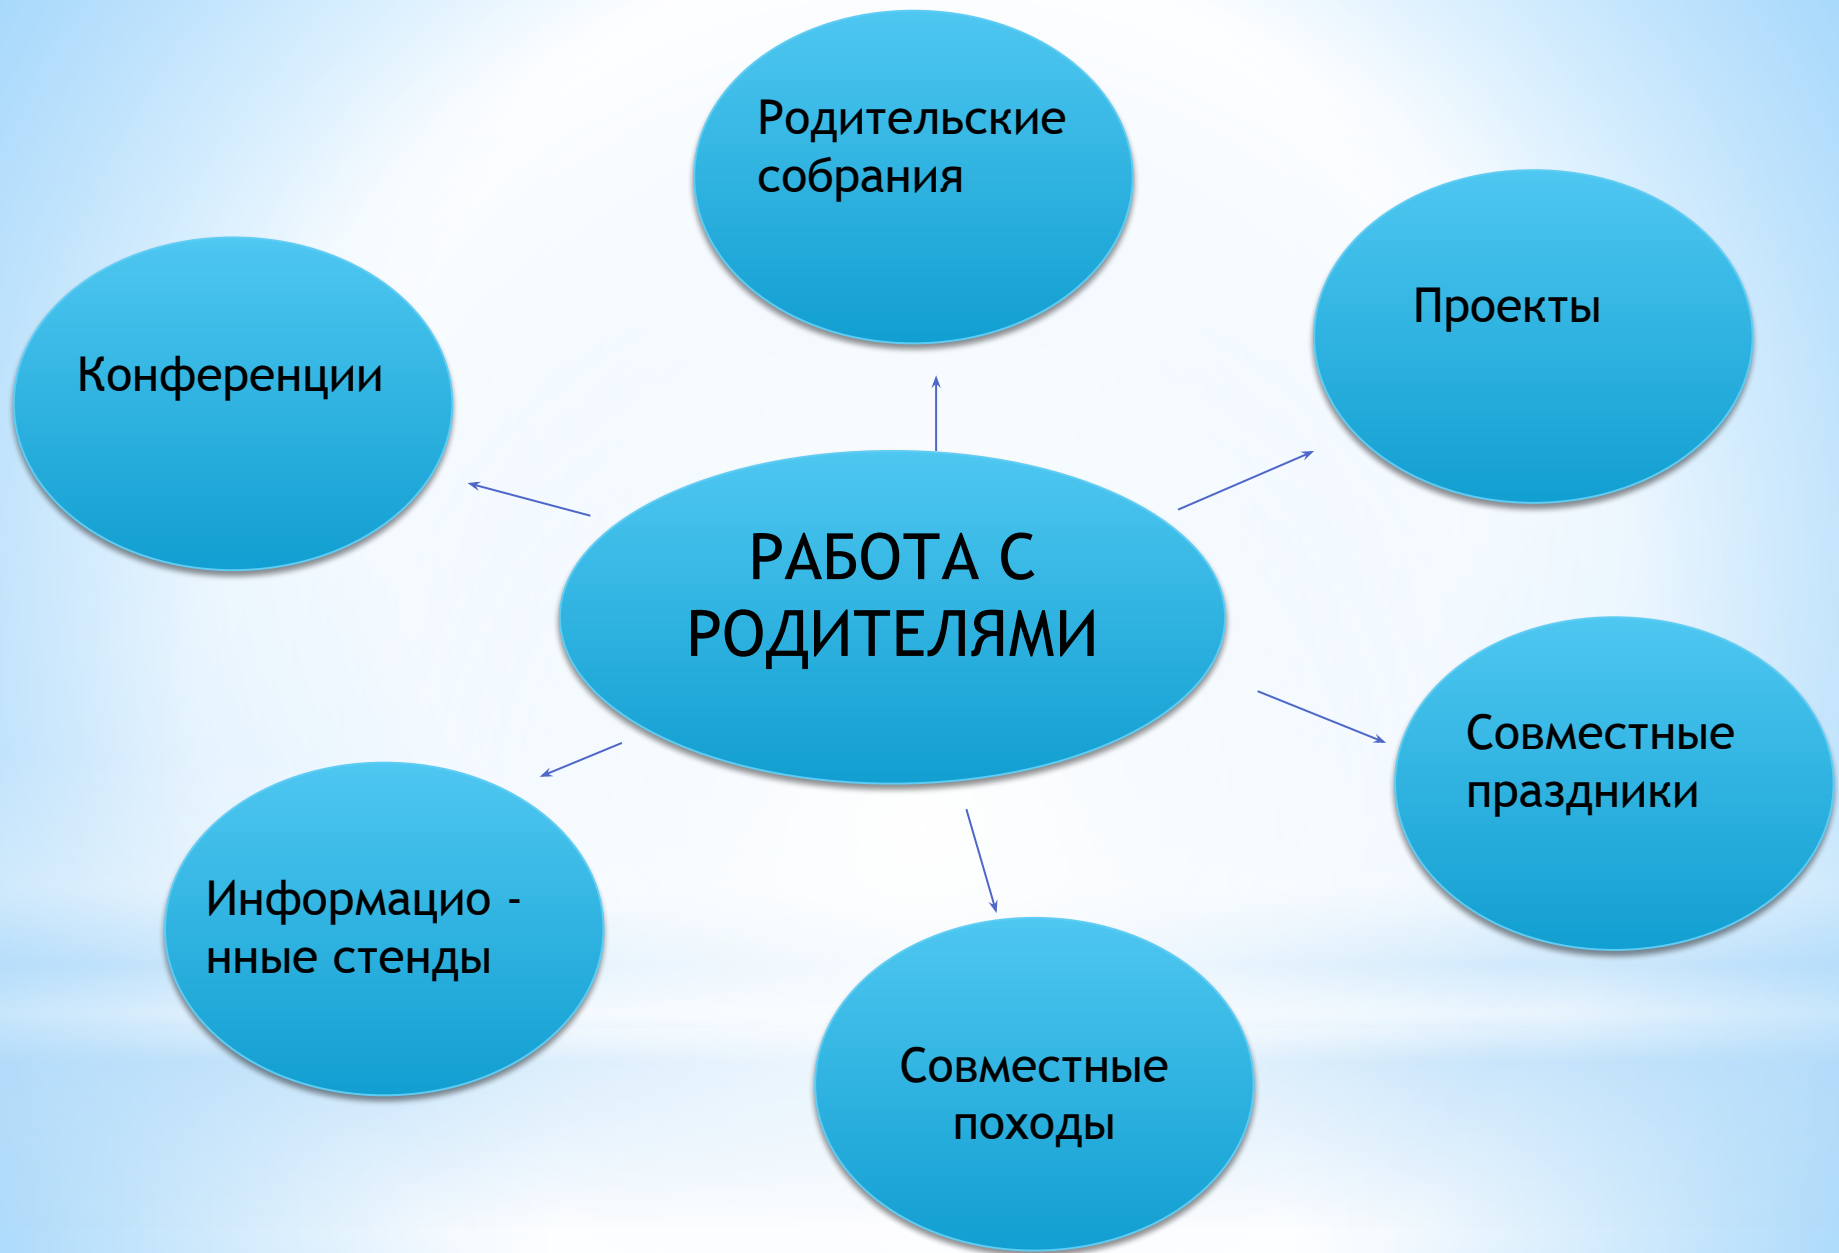 Родительские
собрания
Проекты
Конференции
РАБОТА С
РОДИТЕЛЯМИ
Совместные
праздники
Информацио -
нные стенды
Совместные
походы